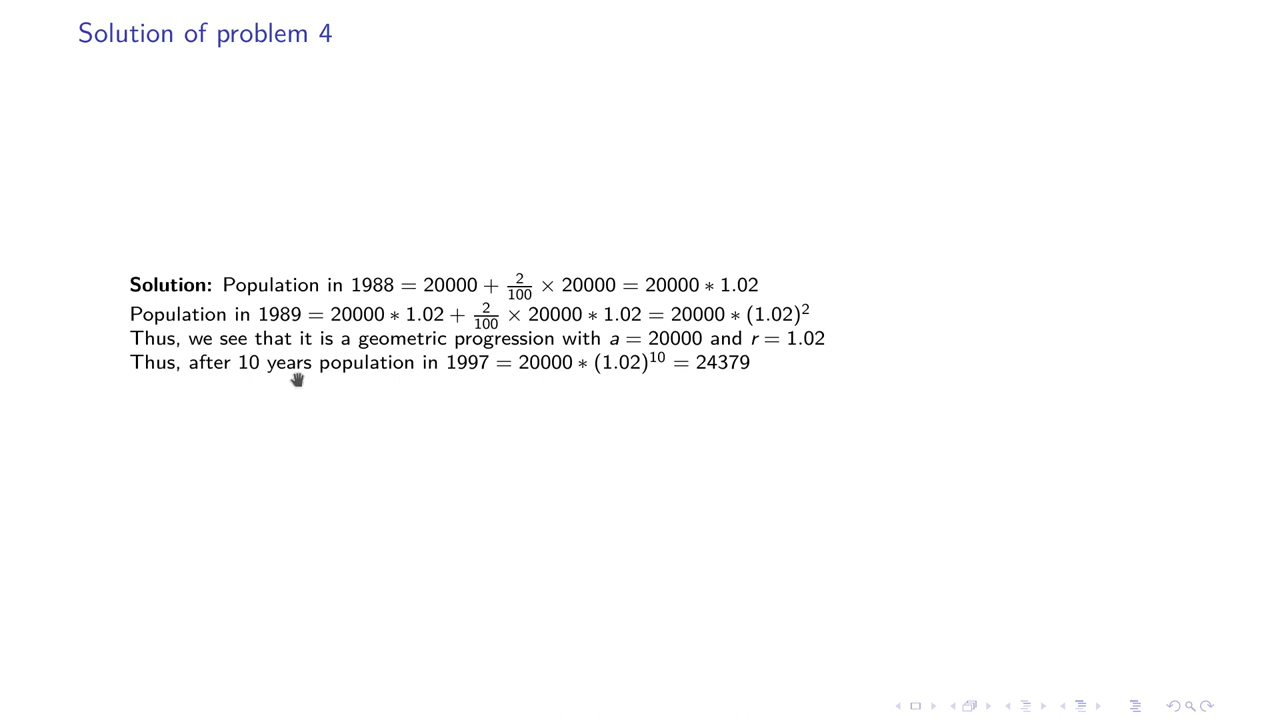 Solution of problem 4
Solution: Population in 1988 = 20000 + 2/100 × 20000 = 20000 ∗ 1.02
Population in 1989 = 20000 ∗ 1.02 + 2/100 × 20000 ∗ 1.02 = 20000 ∗ (1.02)²
Thus, we see that it is a geometric progression with a = 20000 and r = 1.02
Thus, after 10 years population in 1997 = 20000 ∗ (1.02)¹⁰ = 24379